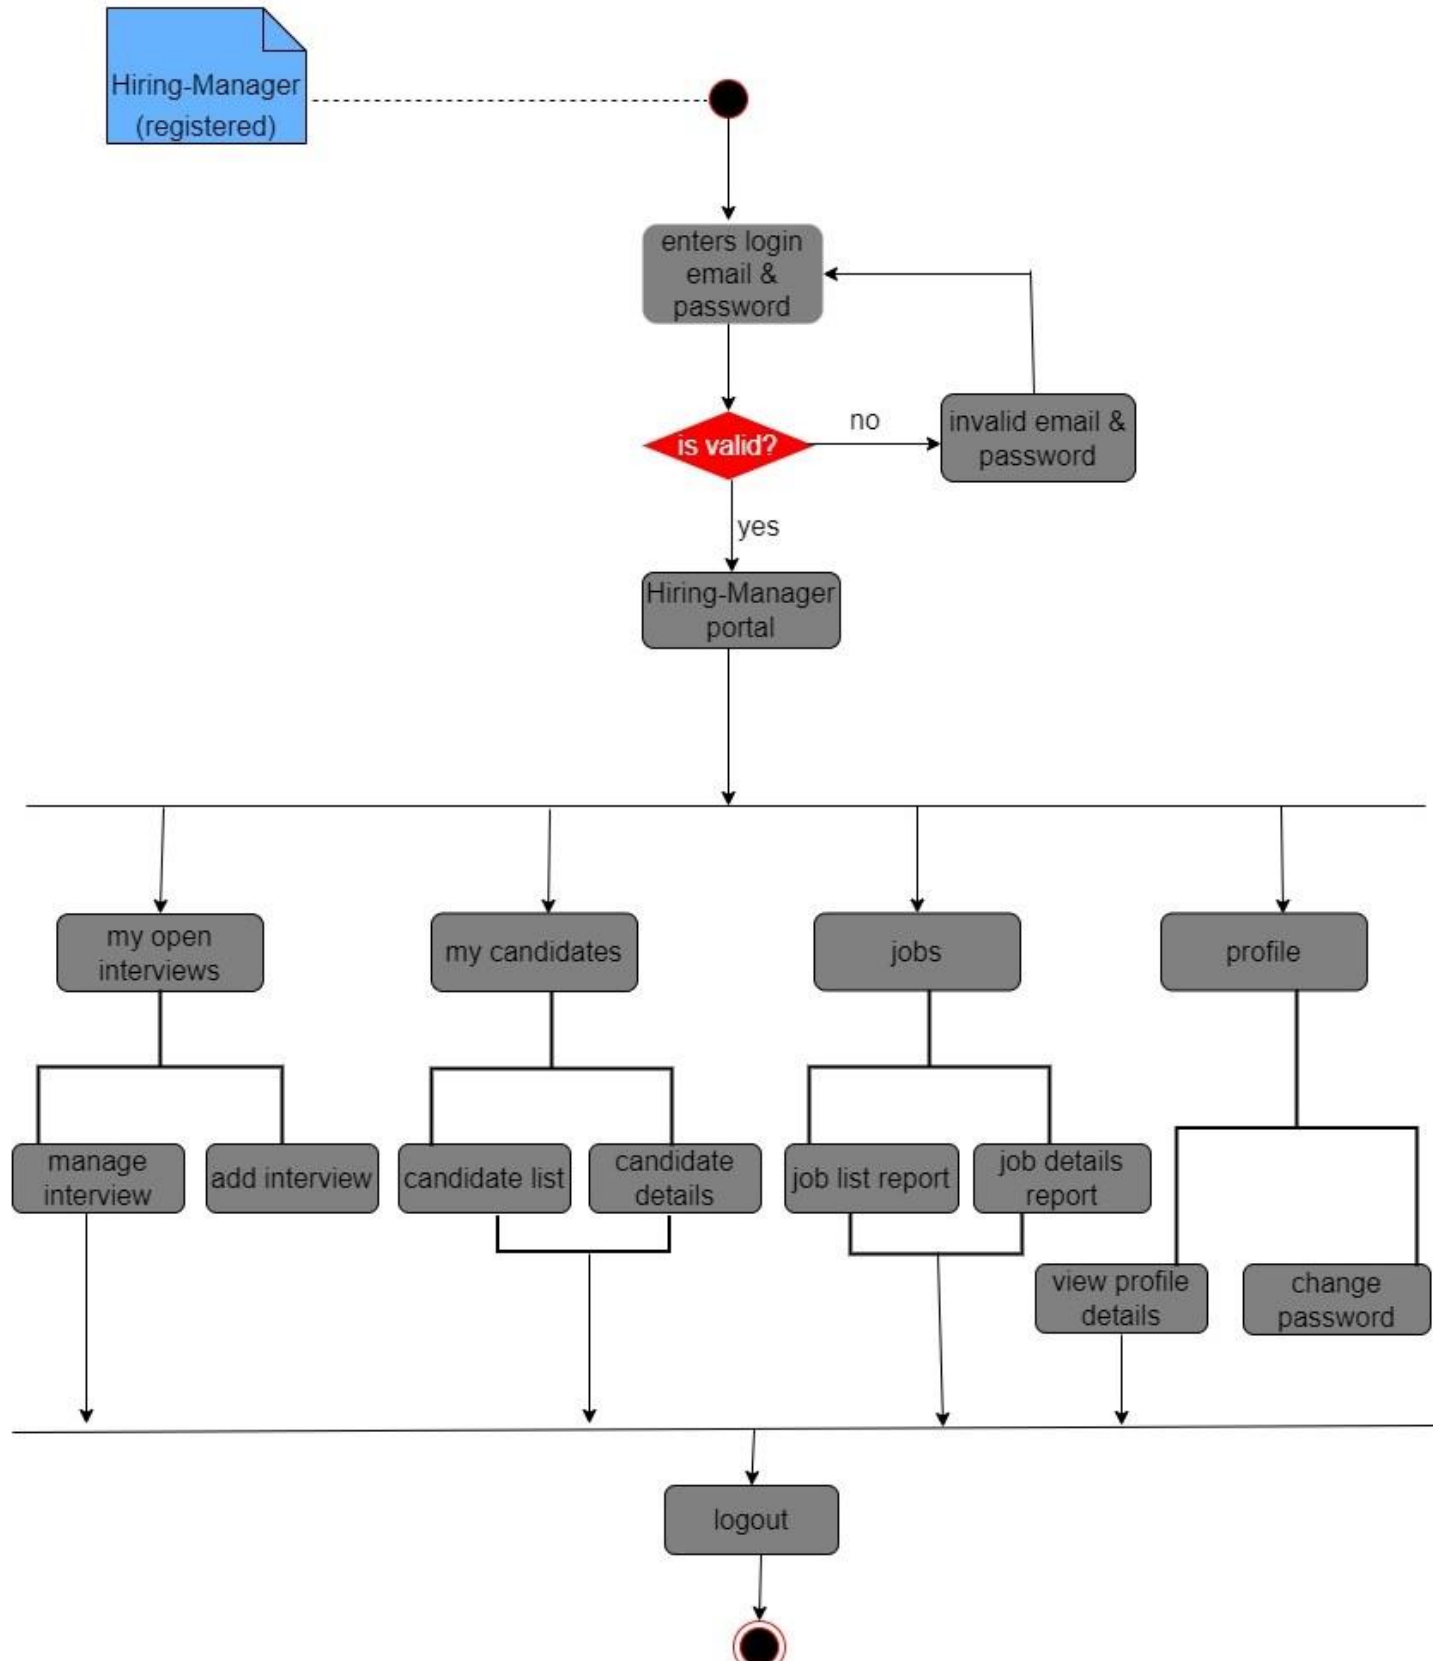 Hiring-Manager
(registered)
enters login
email &
password
is valid?
no
invalid email &
password
yes
Hiring-Manager
portal
my open
interviews
my candidates
jobs
profile
manage
interview
add interview
candidate list
candidate
details
job list report
job details
report
view profile
details
change
password
logout